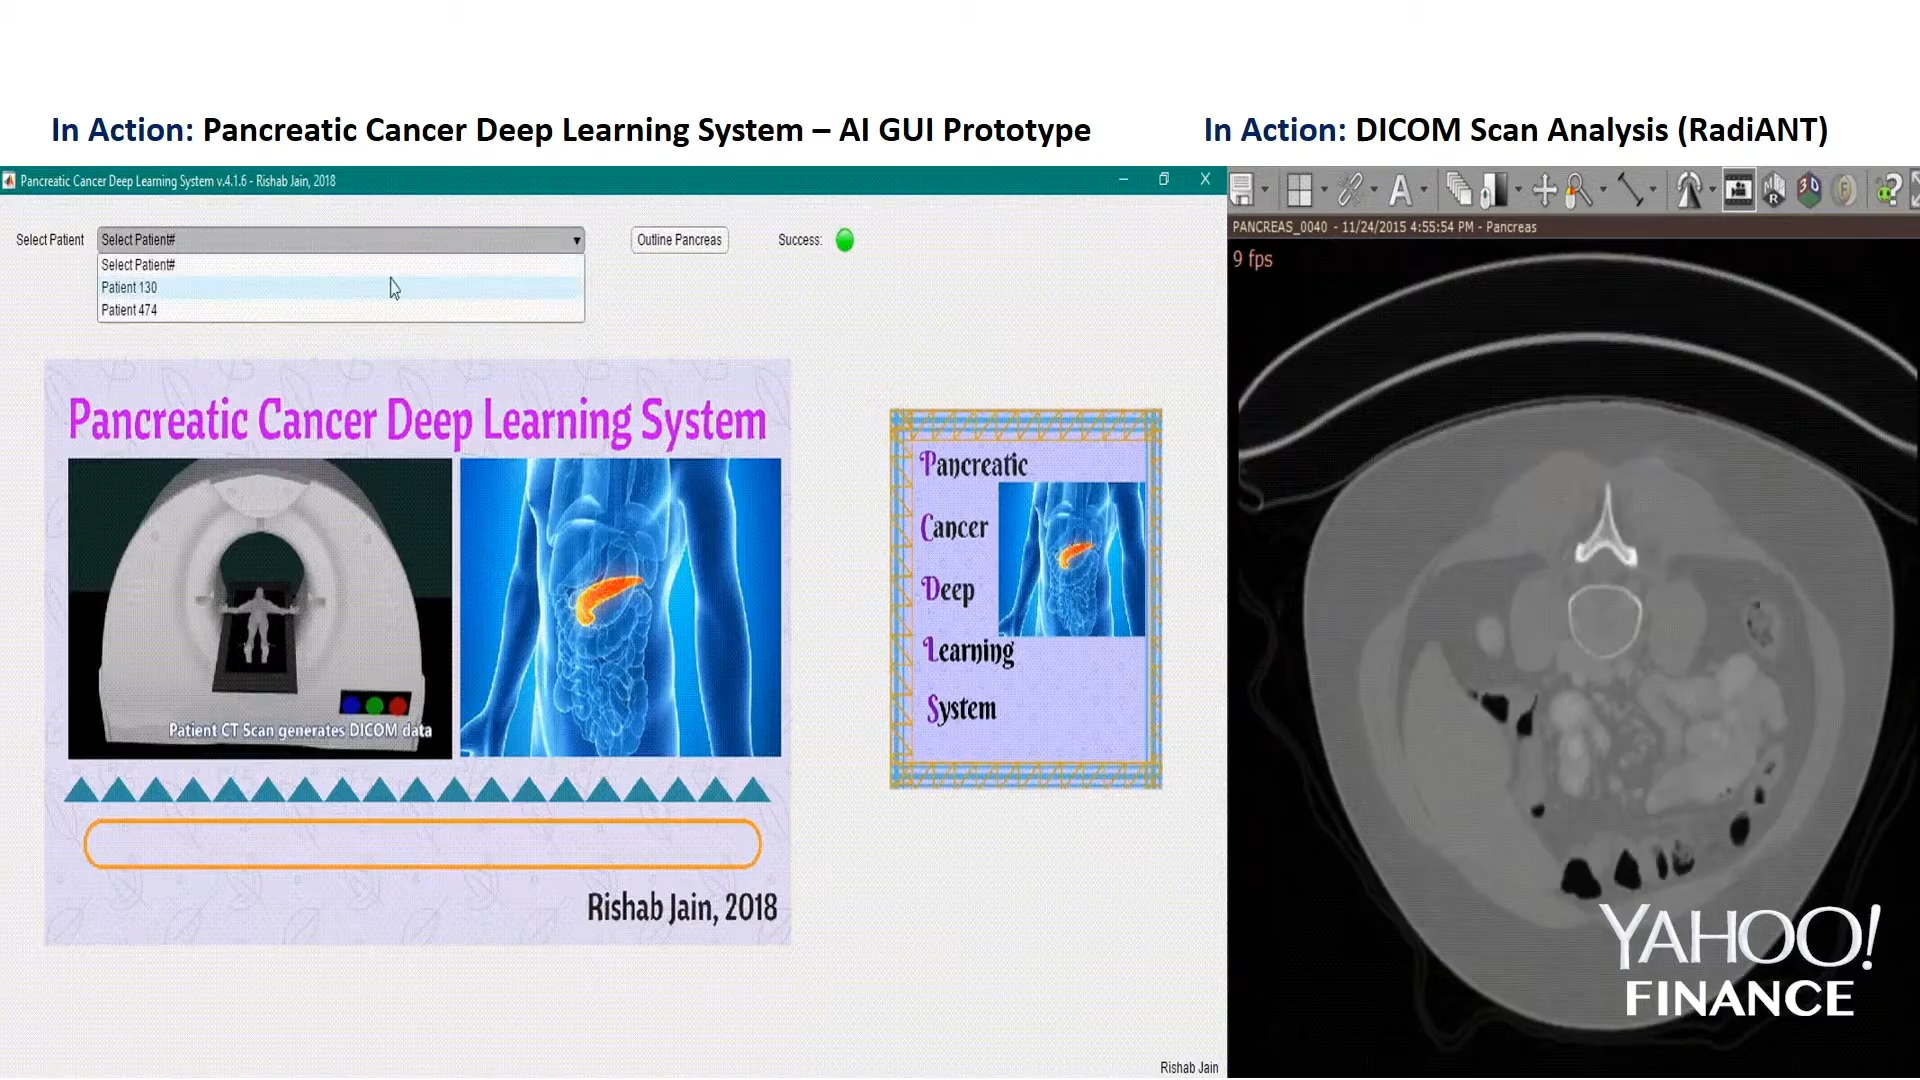 In Action: Pancreatic Cancer Deep Learning System – AI GUI Prototype
In Action: DICOM Scan Analysis (RadiANT)
Pancreatic Cancer Deep Learning System v.4.1.6 - Rishab Jain, 2018
Select Patient
Select Patient#
Outline Pancreas
Success:
Select Patient#
Patient 130
Patient 474
Pancreatic Cancer Deep Learning System
Patient CT Scan generates DICOM data
Rishab Jain, 2018
Pancreatic
Cancer
Deep
Learning
System
Rishab Jain
A
M
R
3D
F
PANCREAS_0040 - 11/24/2015 4:55:54 PM - Pancreas
9 fps
YAHOO!
FINANCE